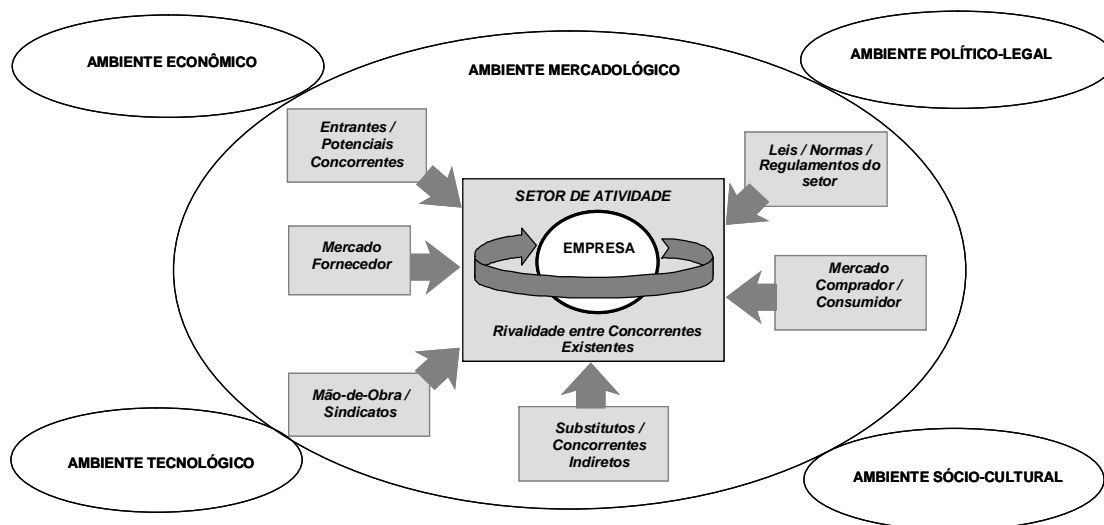 AMBIENTE ECONÔMICO
AMBIENTE POLÍTICO-LEGAL
AMBIENTE MERCADOLÓGICO
Entrantes /
Potenciais
Concorrentes
Leis / Normas /
Regulamentos do
setor
SETOR DE ATIVIDADE
EMPRESA
Mercado
Fornecedor
Mercado
Comprador /
Consumidor
Rivalidade entre Concorrentes
Existentes
Mão-de-Obra /
Sindicatos
Substitutos /
Concorrentes
Indiretos
AMBIENTE TECNOLÓGICO
AMBIENTE SÓCIO-CULTURAL